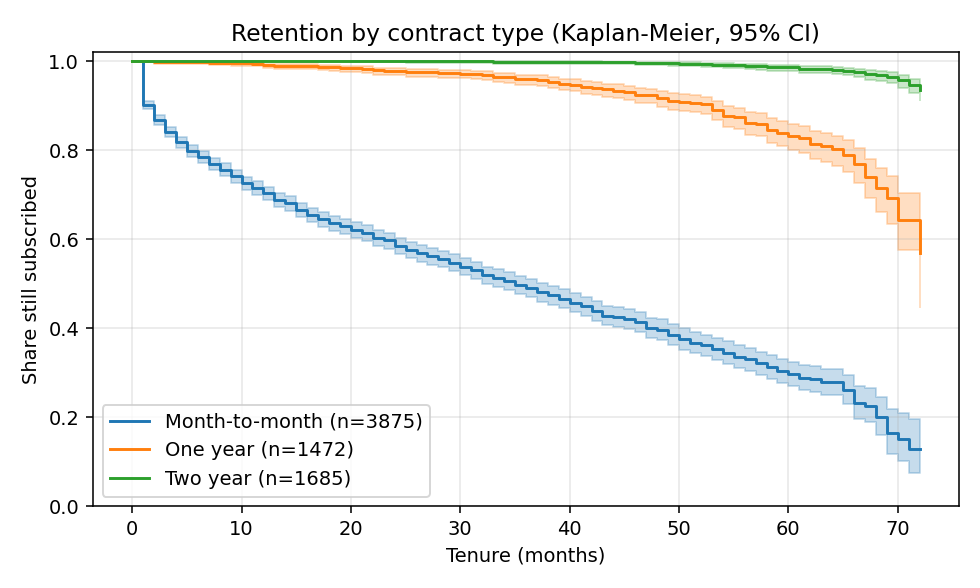 Retention by contract type (Kaplan-Meier, 95% CI)
Share still subscribed
1.0
0.8
0.6
0.4
0.2
0.0
Month-to-month (n=3875)
One year (n=1472)
Two year (n=1685)
0 10 20 30 40 50 60 70
Tenure (months)